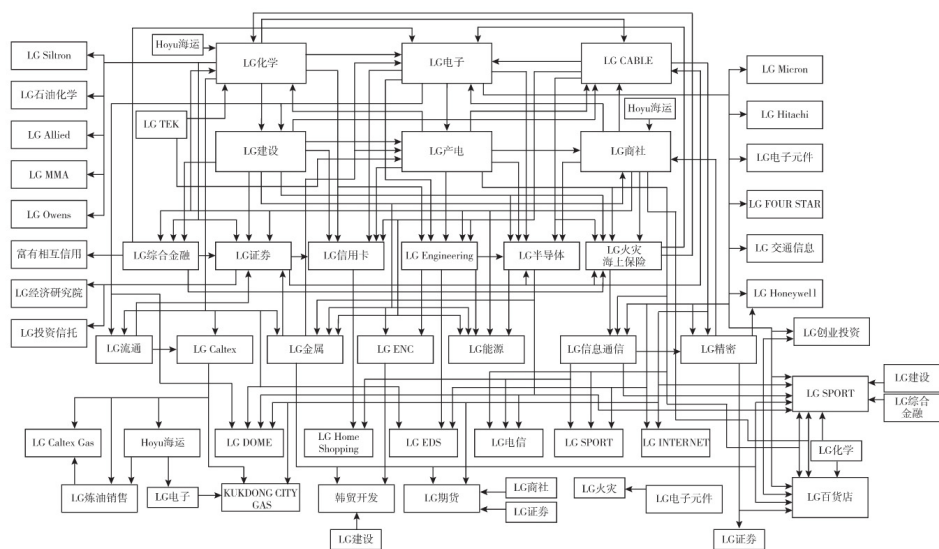 Hoyu海运
LG Siltron
LG化学
LG电子
LG CABLE
LG Micron
LG石油化学
Hoyu海运
LG TEK
LG Hitachi
LG Allied
LG建设
LG产电
LG商社
LG电子元件
LG MMA
LG FOUR STAR
LG Owens
富有相互信用
LG综合金融
LG证券
LG信用卡
LG Engineering
LG半导体
LG火灾
海上保险
LG 交通信息
LG经济研究院
LG Honeywell
LG投资信托
LG流通
LG Caltex
LG金属
LG ENC
LG能源
LG信息通信
LG精密
LG创业投资
LG SPORT
LG建设
LG综合
金融
LG Caltex Gas
Hoyu海运
LG DOME
LG Home
Shopping
LG EDS
LG电信
LG SPORT
LG INTERNET
LG化学
LG炼油销售
LG电子
KUKDONG CITY
GAS
韩贸开发
LG期货
LG商社
LG证券
LG火灾
LG电子元件
LG百货店
LG建设
LG证券